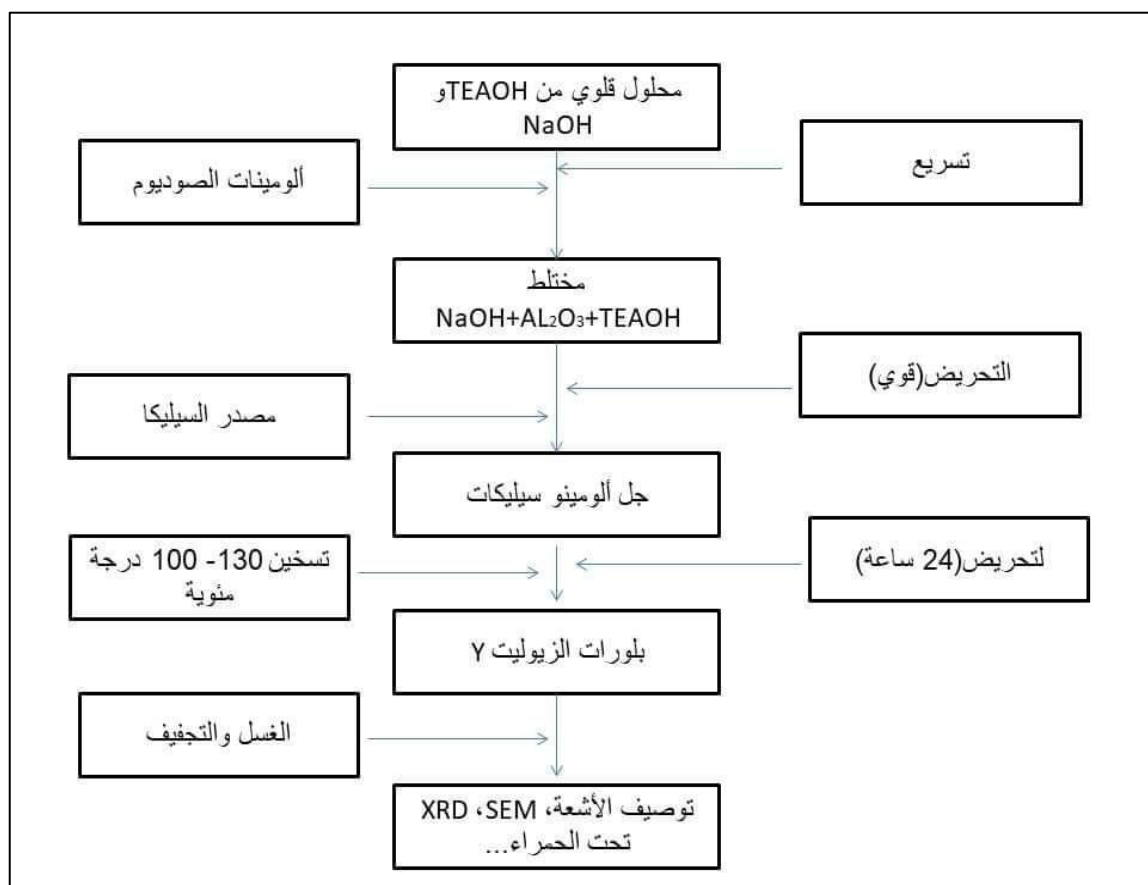 محلول قلوي من TEAOHو
NaOH
تسريع
ألومينات الصوديوم
مختلط
NaOH+AL₂O₃+TEAOH
التحريض(قوي)
مصدر السيليكا
جل ألومينو سيليكات
لتحريض(24 ساعة)
تسخين 130- 100 درجة
مئوية
بلورات الزيوليت Y
الغسل والتجفيف
توصيف الأشعة، XRD ،SEM
تحت الحمراء...